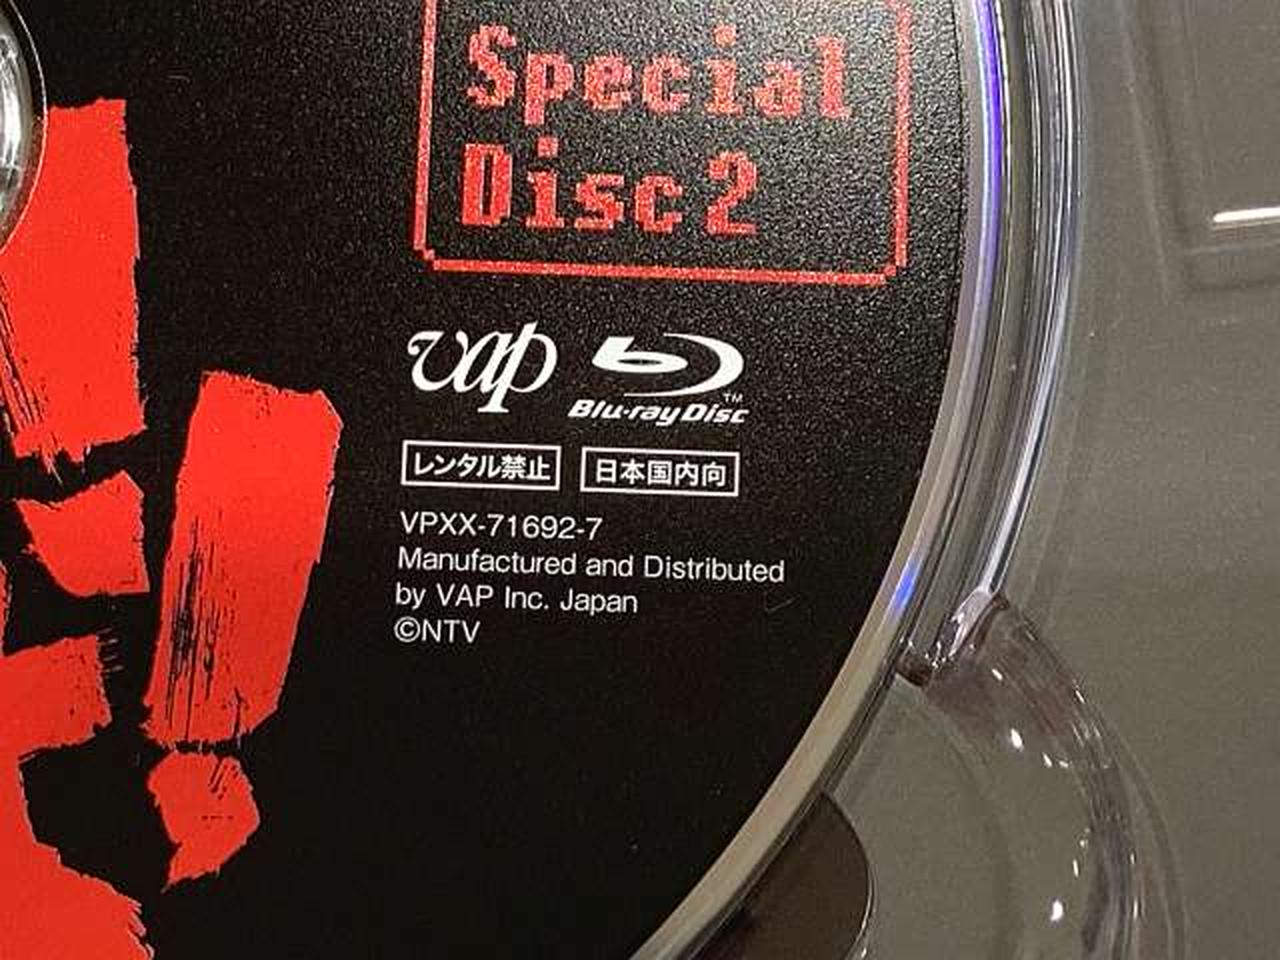 Special
Disc 2
vap
Blu-ray Disc™
レンタル禁止 日本国内向
VPXX-71692-7
Manufactured and Distributed
by VAP Inc. Japan
©NTV